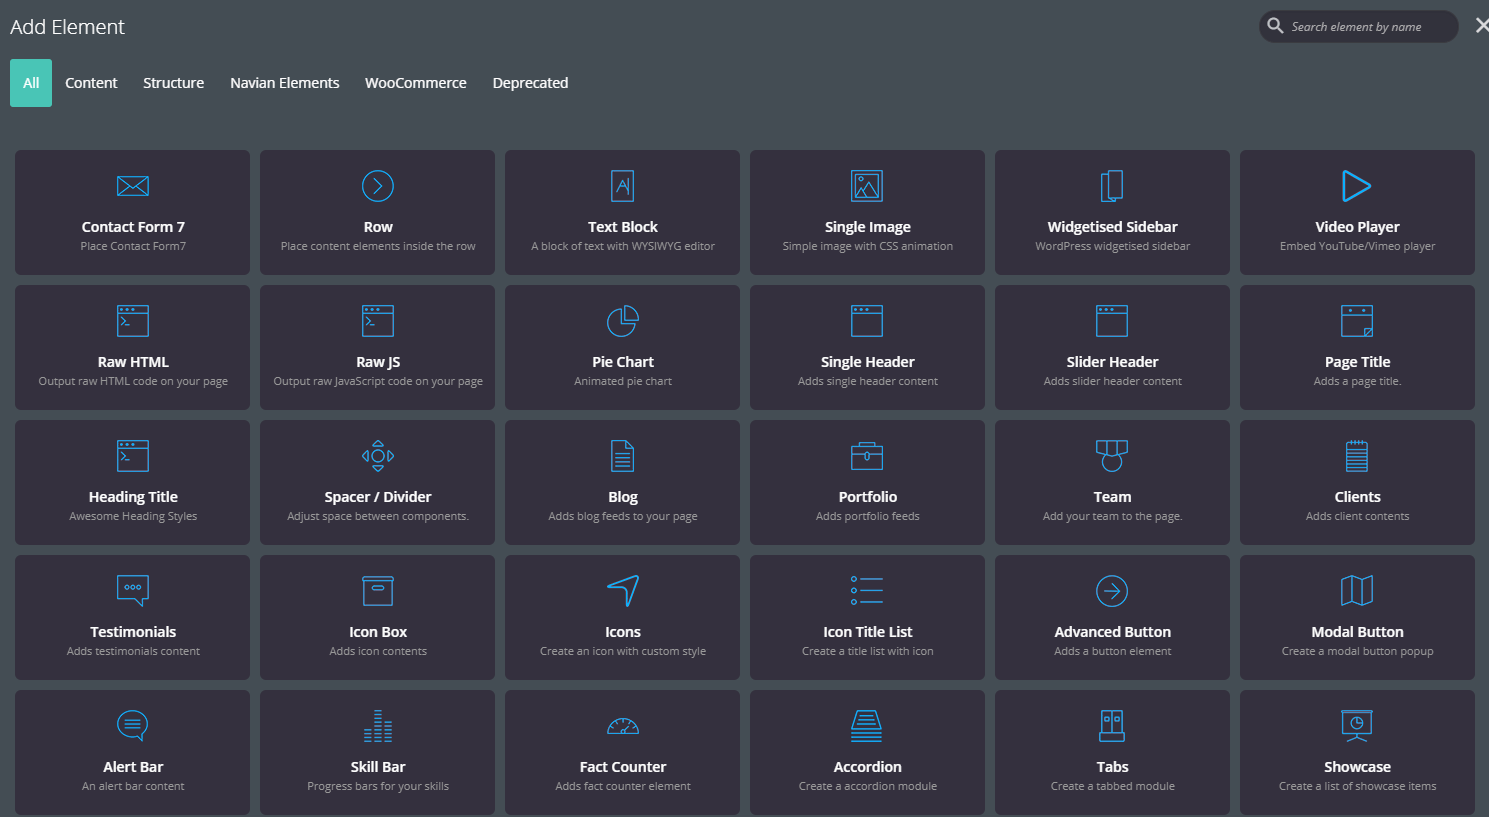 Add Element
Search element by name
All Content Structure Navian Elements WooCommerce Deprecated
Contact Form 7
Place Contact Form7
Row
Place content elements inside the row
Text Block
A block of text with WYSIWYG editor
Single Image
Simple image with CSS animation
Widgetised Sidebar
WordPress widgetised sidebar
Video Player
Embed YouTube/Vimeo player
Raw HTML
Output raw HTML code on your page
Raw JS
Output raw JavaScript code on your page
Pie Chart
Animated pie chart
Single Header
Adds single header content
Slider Header
Adds slider header content
Page Title
Adds a page title.
Heading Title
Awesome Heading Styles
Spacer / Divider
Adjust space between components.
Blog
Adds blog feeds to your page
Portfolio
Adds portfolio feeds
Team
Add your team to the page.
Clients
Adds client contents
Testimonials
Adds testimonials content
Icon Box
Adds icon contents
Icons
Create an icon with custom style
Icon Title List
Create a title list with icon
Advanced Button
Adds a button element
Modal Button
Create a modal button popup
Alert Bar
An alert bar content
Skill Bar
Progress bars for your skills
Fact Counter
Adds fact counter element
Accordion
Create a accordion module
Tabs
Create a tabbed module
Showcase
Create a list of showcase items